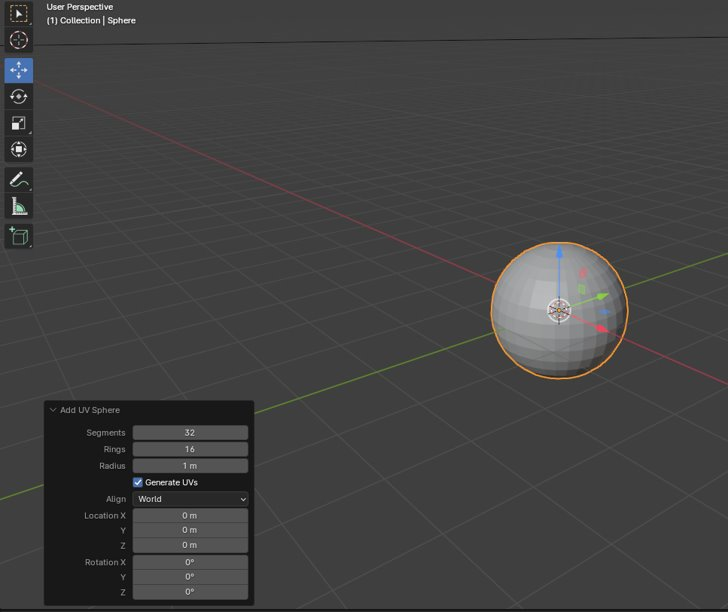 User Perspective
(1) Collection | Sphere
Add UV Sphere
Segments 32
Rings 16
Radius 1 m
Generate UVs
Align World
Location X 0 m
Y 0 m
Z 0 m
Rotation X 0°
Y 0°
Z 0°